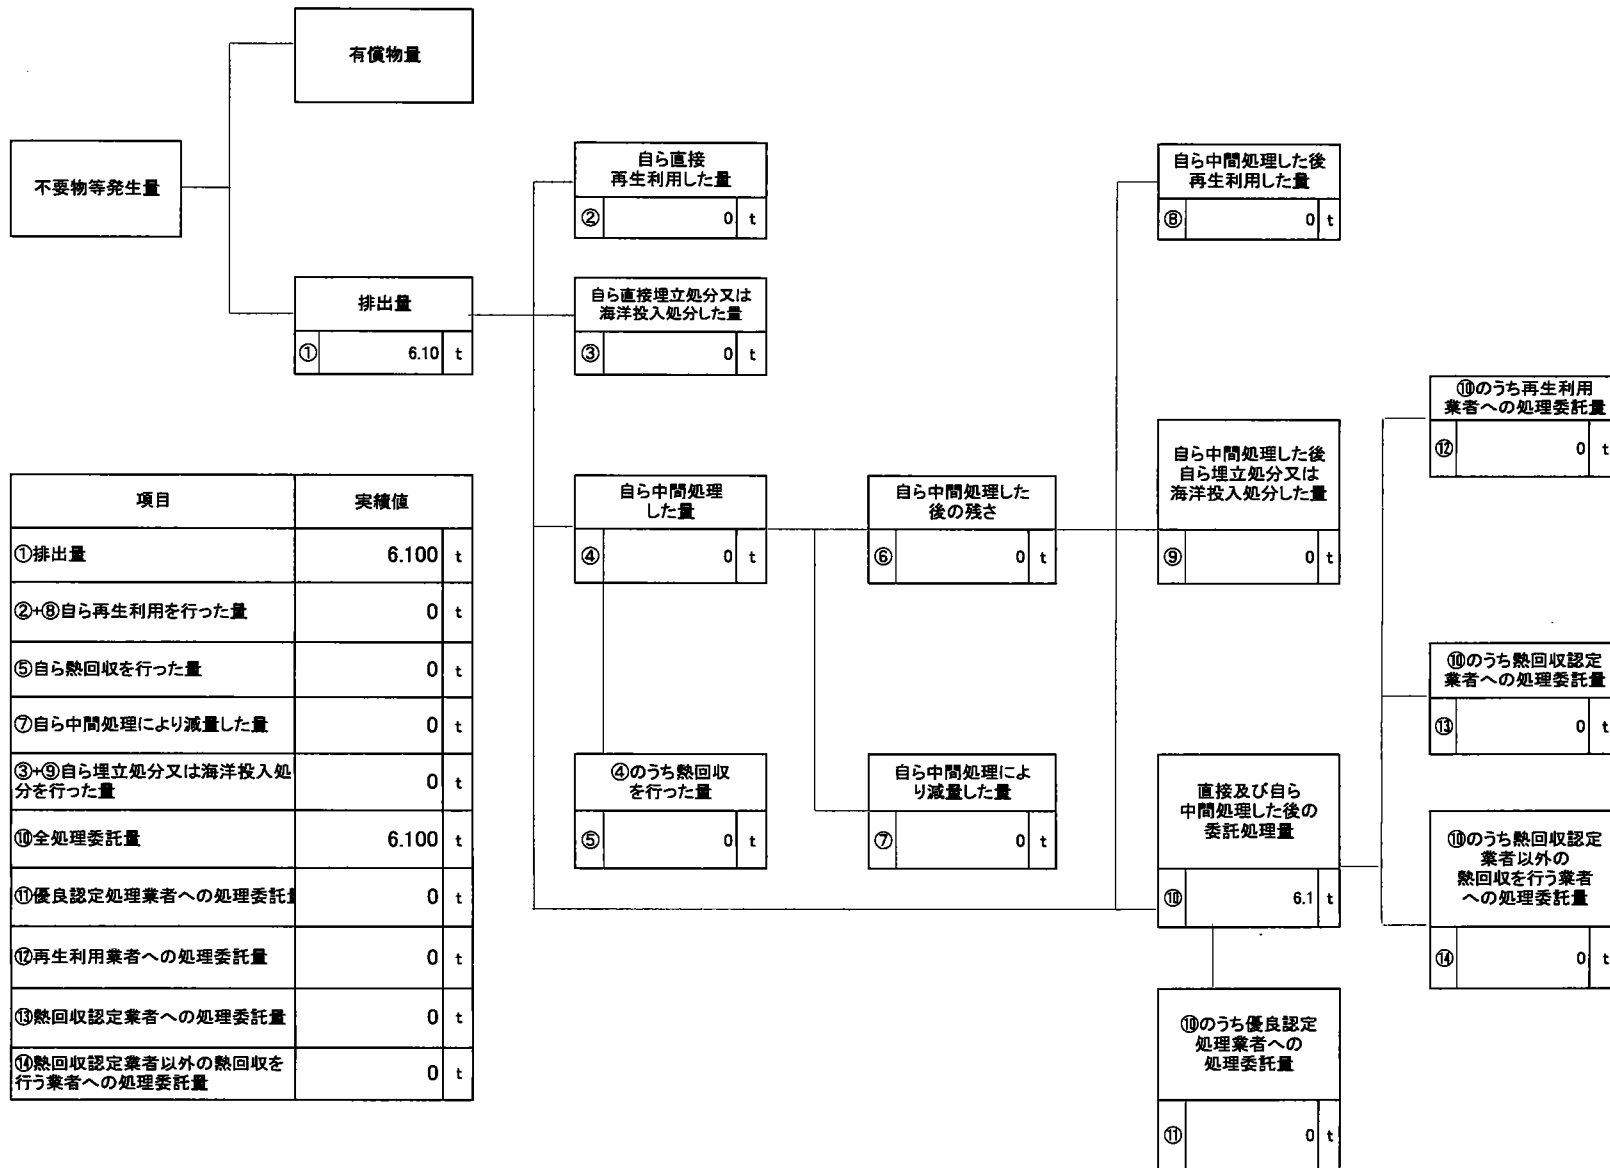 有償物量
不要物等発生量
排出量
① 6.10 t
自ら直接
再生利用した量
② 0 t
自ら直接埋立処分又は
海洋投入処分した量
③ 0 t
自ら中間処理した後
再生利用した量
⑧ 0 t
自ら中間処理
した量
④ 0 t
自ら中間処理した
後の残さ
⑥ 0 t
自ら中間処理した後
自ら埋立処分又は
海洋投入処分した量
⑨ 0 t
④のうち熱回収
を行った量
⑤ 0 t
自ら中間処理によ
り減量した量
⑦ 0 t
直接及び自ら
中間処理した後の
委託処理量
⑩ 6.1 t
⑩のうち優良認定
処理業者への
処理委託量
⑪ 0 t
⑩のうち再生利用
業者への処理委託量
⑫ 0 t
⑩のうち熱回収認定
業者への処理委託量
⑬ 0 t
⑩のうち熱回収認定
業者以外の
熱回収を行う業者
への処理委託量
⑭ 0 t
項目 実績値
①排出量 6.100 t
②+⑧自ら再生利用を行った量 0 t
⑤自ら熱回収を行った量 0 t
⑦自ら中間処理により減量した量 0 t
③+⑨自ら埋立処分又は海洋投入処
分を行った量 0 t
⑩全処理委託量 6.100 t
⑪優良認定処理業者への処理委託量 0 t
⑫再生利用業者への処理委託量 0 t
⑬熱回収認定業者への処理委託量 0 t
⑭熱回収認定業者以外の熱回収を
行う業者への処理委託量 0 t